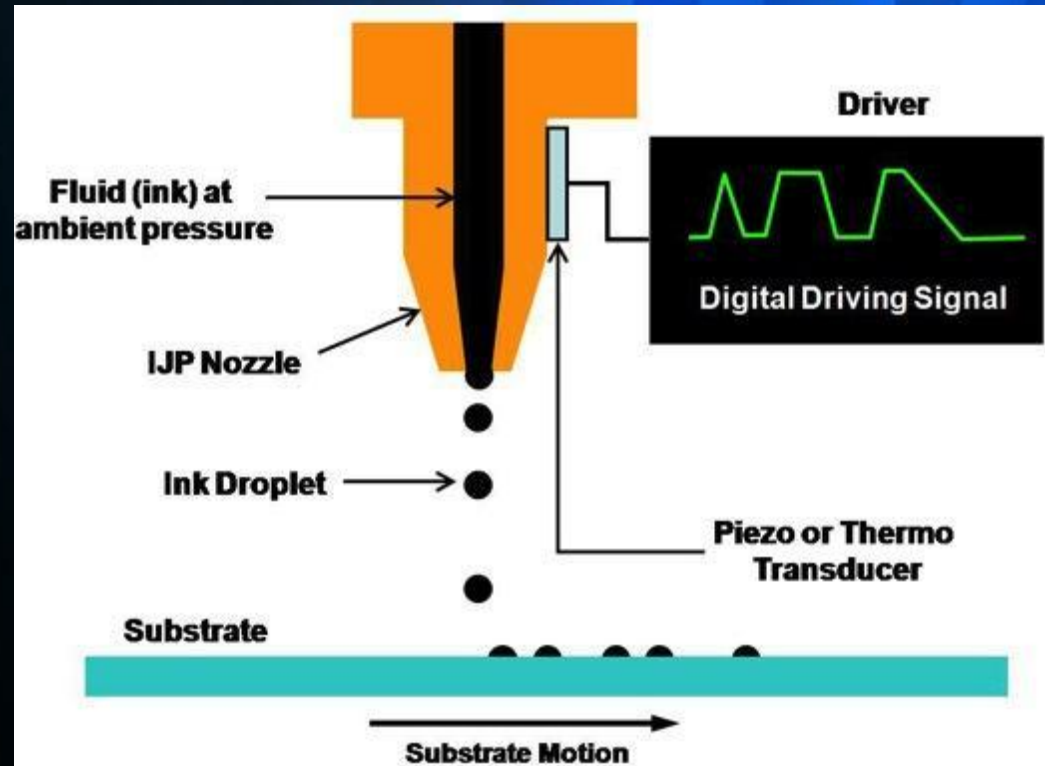 Driver
Fluid (ink) at
ambient pressure
Digital Driving Signal
IJP Nozzle
Ink Droplet
Piezo or Thermo
Transducer
Substrate
Substrate Motion